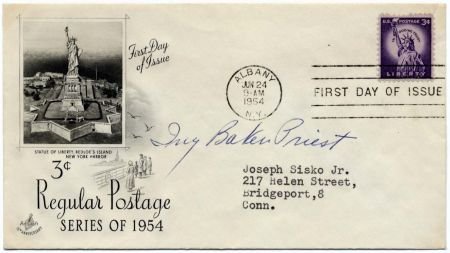 First Day
of Issue
STATUE OF LIBERTY, BEDLOE'S ISLAND
NEW YORK HARBOR
3¢
Regular Postage
SERIES OF 1954
ArtCraft
ALBANY
JUN 24
9-AM
1954
N.Y.
U.S. POSTAGE 3¢
IN GOD WE TRUST
LIBERTY
FIRST DAY OF ISSUE
Ivy Baker Priest
Joseph Sisko Jr.
217 Helen Street,
Bridgeport,8
Conn.